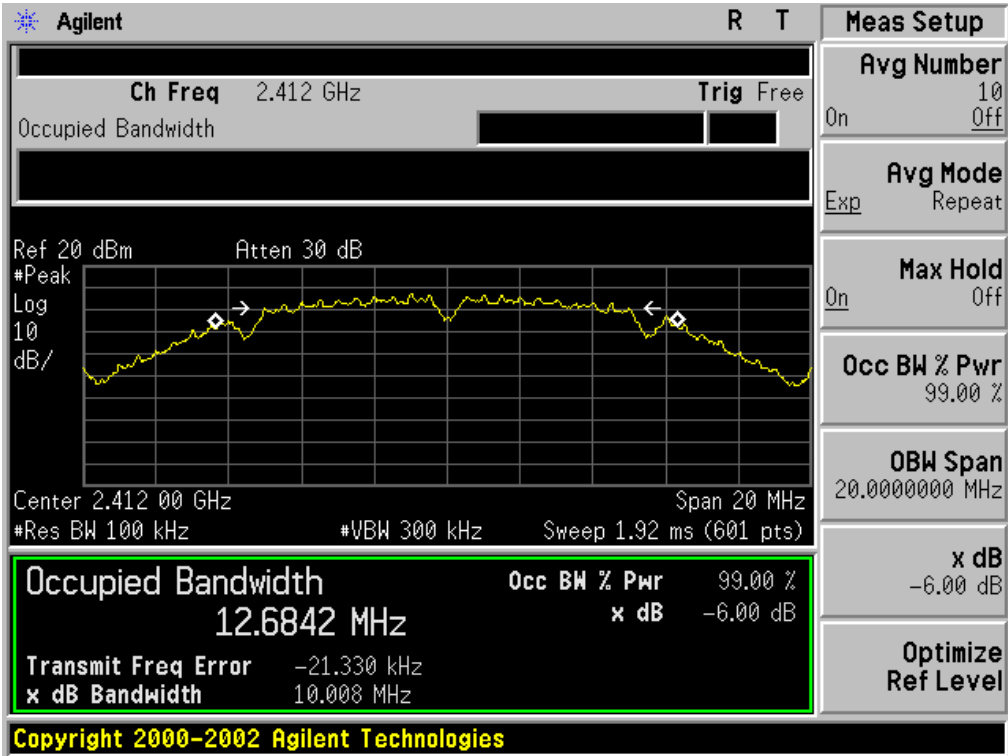 Agilent R T
Ch Freq 2.412 GHz Trig Free
Occupied Bandwidth
Ref 20 dBm Atten 30 dB
#Peak
Log
10
dB/
Center 2.412 00 GHz Span 20 MHz
#Res BW 100 kHz #VBW 300 kHz Sweep 1.92 ms (601 pts)
Occupied Bandwidth Occ BW % Pwr 99.00 %
12.6842 MHz x dB -6.00 dB
Transmit Freq Error -21.330 kHz
x dB Bandwidth 10.008 MHz
Copyright 2000-2002 Agilent Technologies
Meas Setup
Avg Number
10
On Off
Avg Mode
Exp Repeat
Max Hold
On Off
Occ BW % Pwr
99.00 %
OBW Span
20.0000000 MHz
x dB
-6.00 dB
Optimize
Ref Level